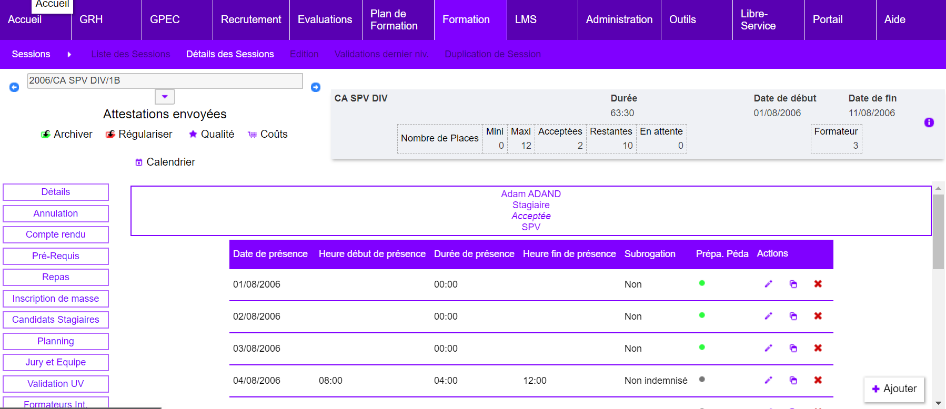 Accueil
Accueil GRH GPEC Recrutement Evaluations Plan de Formation Formation LMS Administration Outils Libre-Service Portail Aide
Sessions Liste des Sessions Détails des Sessions Edition Validations dernier niv. Duplication de Session
2006/CA SPV DIV/1B
Attestations envoyées
Archiver Régulariser Qualité Coûts
Calendrier
CA SPV DIV Durée Date de début Date de fin
63:30 01/08/2006 11/08/2006
Nombre de Places Mini Maxi Acceptées Restantes En attente Formateur
0 12 2 10 0 3
Détails
Annulation
Compte rendu
Pré-Requis
Repas
Inscription de masse
Candidats Stagiaires
Planning
Jury et Equipe
Validation UV
Formateurs Int.
Adam ADAND
Stagiaire
Acceptée
SPV
Date de présence Heure début de présence Durée de présence Heure fin de présence Subrogation Prépa. Péda Actions
01/08/2006 00:00 Non
02/08/2006 00:00 Non
03/08/2006 00:00 Non
04/08/2006 08:00 04:00 12:00 Non indemnisé
Ajouter